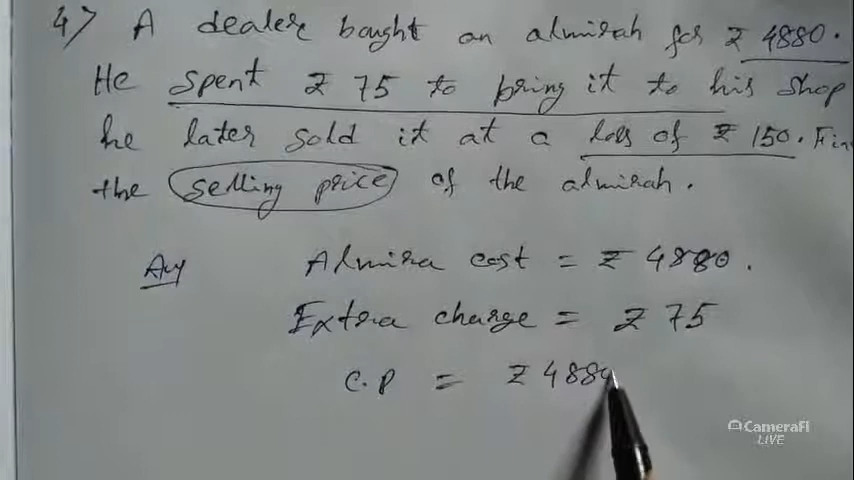 4) A dealer bought an almirah for ₹ 4880.
He spent ₹ 75 to bring it to his shop
he later sold it at a loss of ₹ 150. Fin
the selling price of the almirah.
Ans Almira cost = ₹ 4880.
Extra charge = ₹ 75
C.P = ₹ 488
CameraFI
LIVE